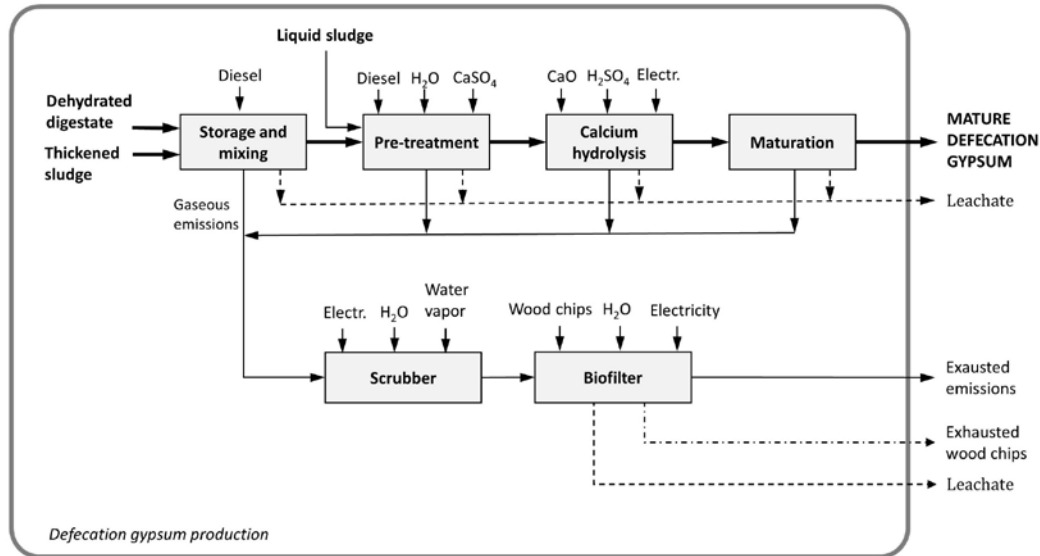 Liquid sludge
Diesel
Diesel H₂O CaSO₄
CaO H₂SO₄ Electr.
Dehydrated
digestate
Thickened
sludge
Storage and
mixing
Pre-treatment
Calcium
hydrolysis
Maturation
MATURE
DEFECATION
GYPSUM
Leachate
Gaseous
emissions
Electr. H₂O Water
vapor
Wood chips H₂O Electricity
Scrubber
Biofilter
Exausted
emissions
Exhausted
wood chips
Leachate
Defecation gypsum production